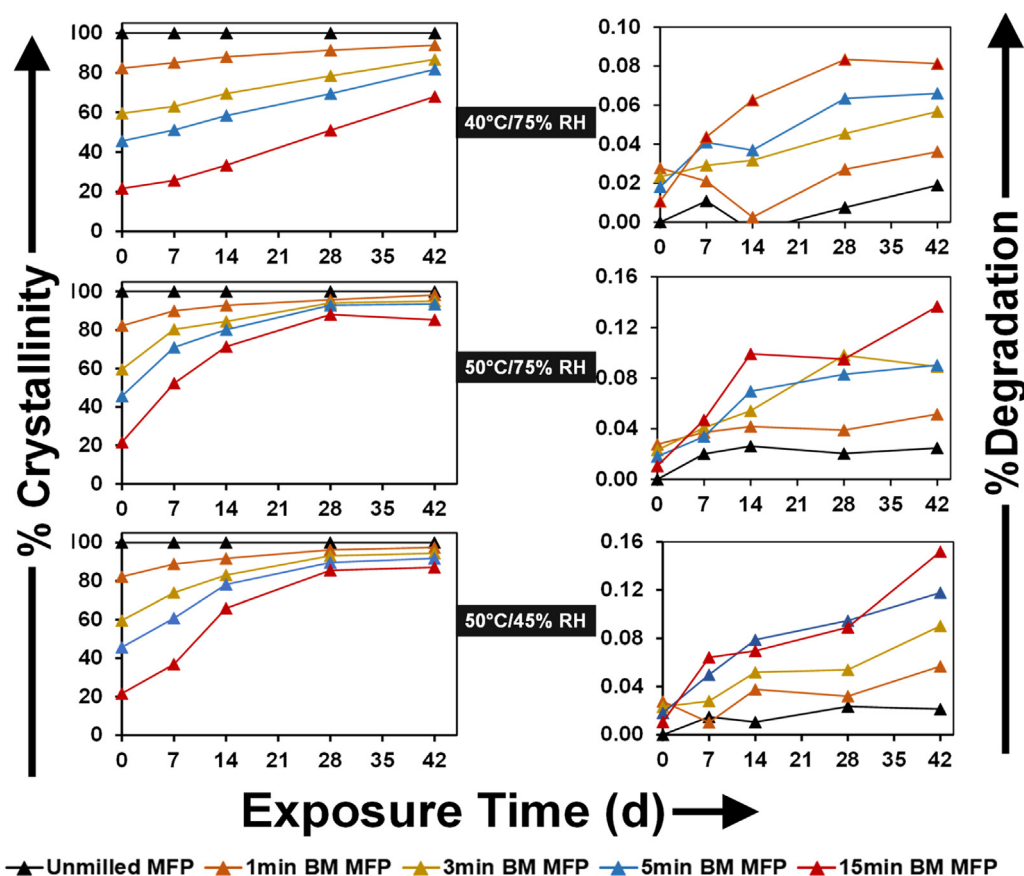 % Crystallinity
100
80
60
40
20
0
0 7 14 21 28 35 42
40°C/75% RH
0.10
0.08
0.06
0.04
0.02
0.00
0 7 14 21 28 35 42
%Degradation
100
80
60
40
20
0
0 7 14 21 28 35 42
50°C/75% RH
0.16
0.12
0.08
0.04
0.00
0 7 14 21 28 35 42
100
80
60
40
20
0
0 7 14 21 28 35 42
50°C/45% RH
0.16
0.12
0.08
0.04
0.00
0 7 14 21 28 35 42
Exposure Time (d)
Unmilled MFP 1min BM MFP 3min BM MFP 5min BM MFP 15min BM MFP